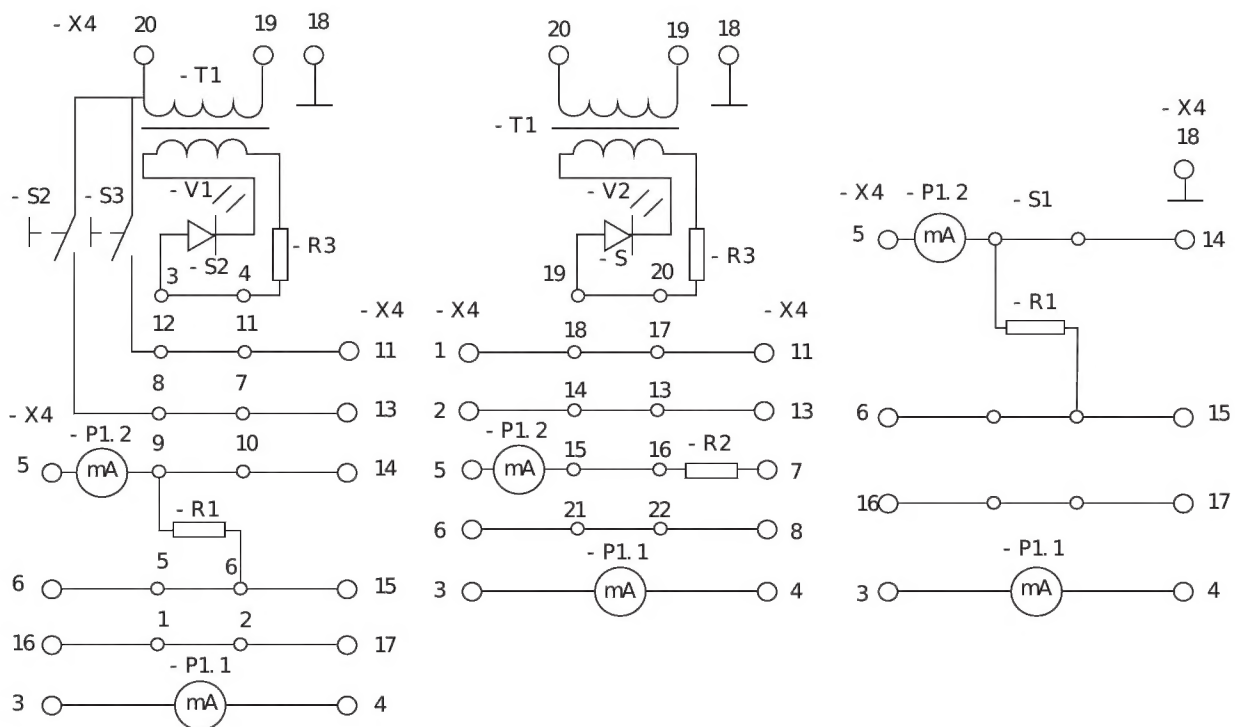 - X4 20 19 18
- T1
- S2 - S3 - V1
- R3
- S2
3 4
12 11 - X4
11
8 7
13
- X4
- P1. 2 9 10
5 mA 14
- R1
5 6
6 15
1 2
16 17
- P1. 1
3 mA 4
20 19 18
- T1
- V2
- R3
- S
19 20
- X4 - X4
18 17
1 11
14 13
2 13
- P1. 2 15 16 - R2
5 mA 7
21 22
6 8
- P1. 1
3 mA 4
- X4
18
- X4 - P1. 2 - S1
5 mA 14
- R1
6 15
16 17
- P1. 1
3 mA 4